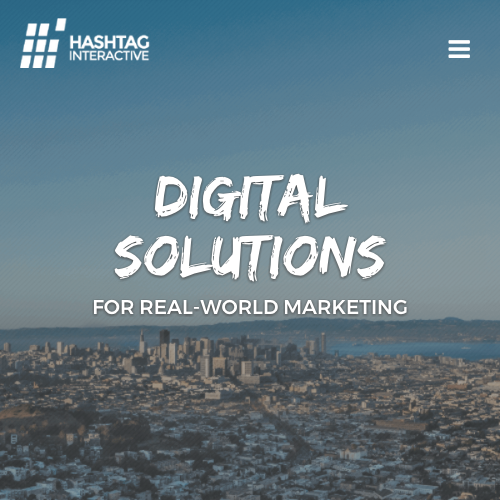 HASHTAG
INTERACTIVE
DIGITAL
SOLUTIONS
FOR REAL-WORLD MARKETING